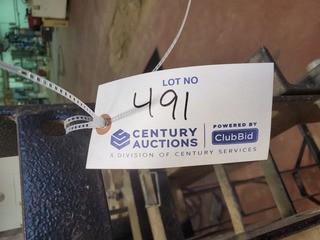 LOT NO
491
CENTURY AUCTIONS
POWERED BY
ClubBid
A DIVISION OF CENTURY SERVICES